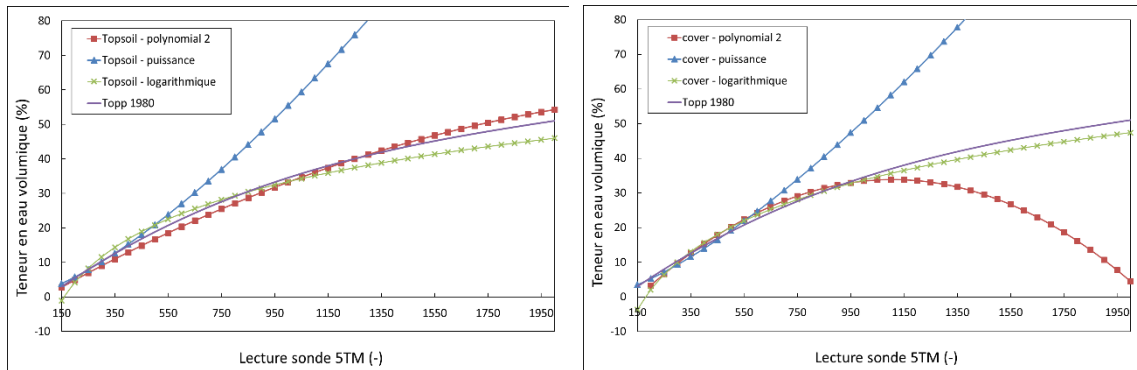 80
70
60
50
40
30
20
10
0
-10
Teneur en eau volumique (%)
Topsoil - polynomial 2
Topsoil - puissance
Topsoil - logarithmique
Topp 1980
150 350 550 750 950 1150 1350 1550 1750 1950
Lecture sonde 5TM (-)
80
70
60
50
40
30
20
10
0
-10
Teneur en eau volumique (%)
cover - polynomial 2
cover - puissance
cover - logarithmique
Topp 1980
150 350 550 750 950 1150 1350 1550 1750 1950
Lecture sonde 5TM (-)